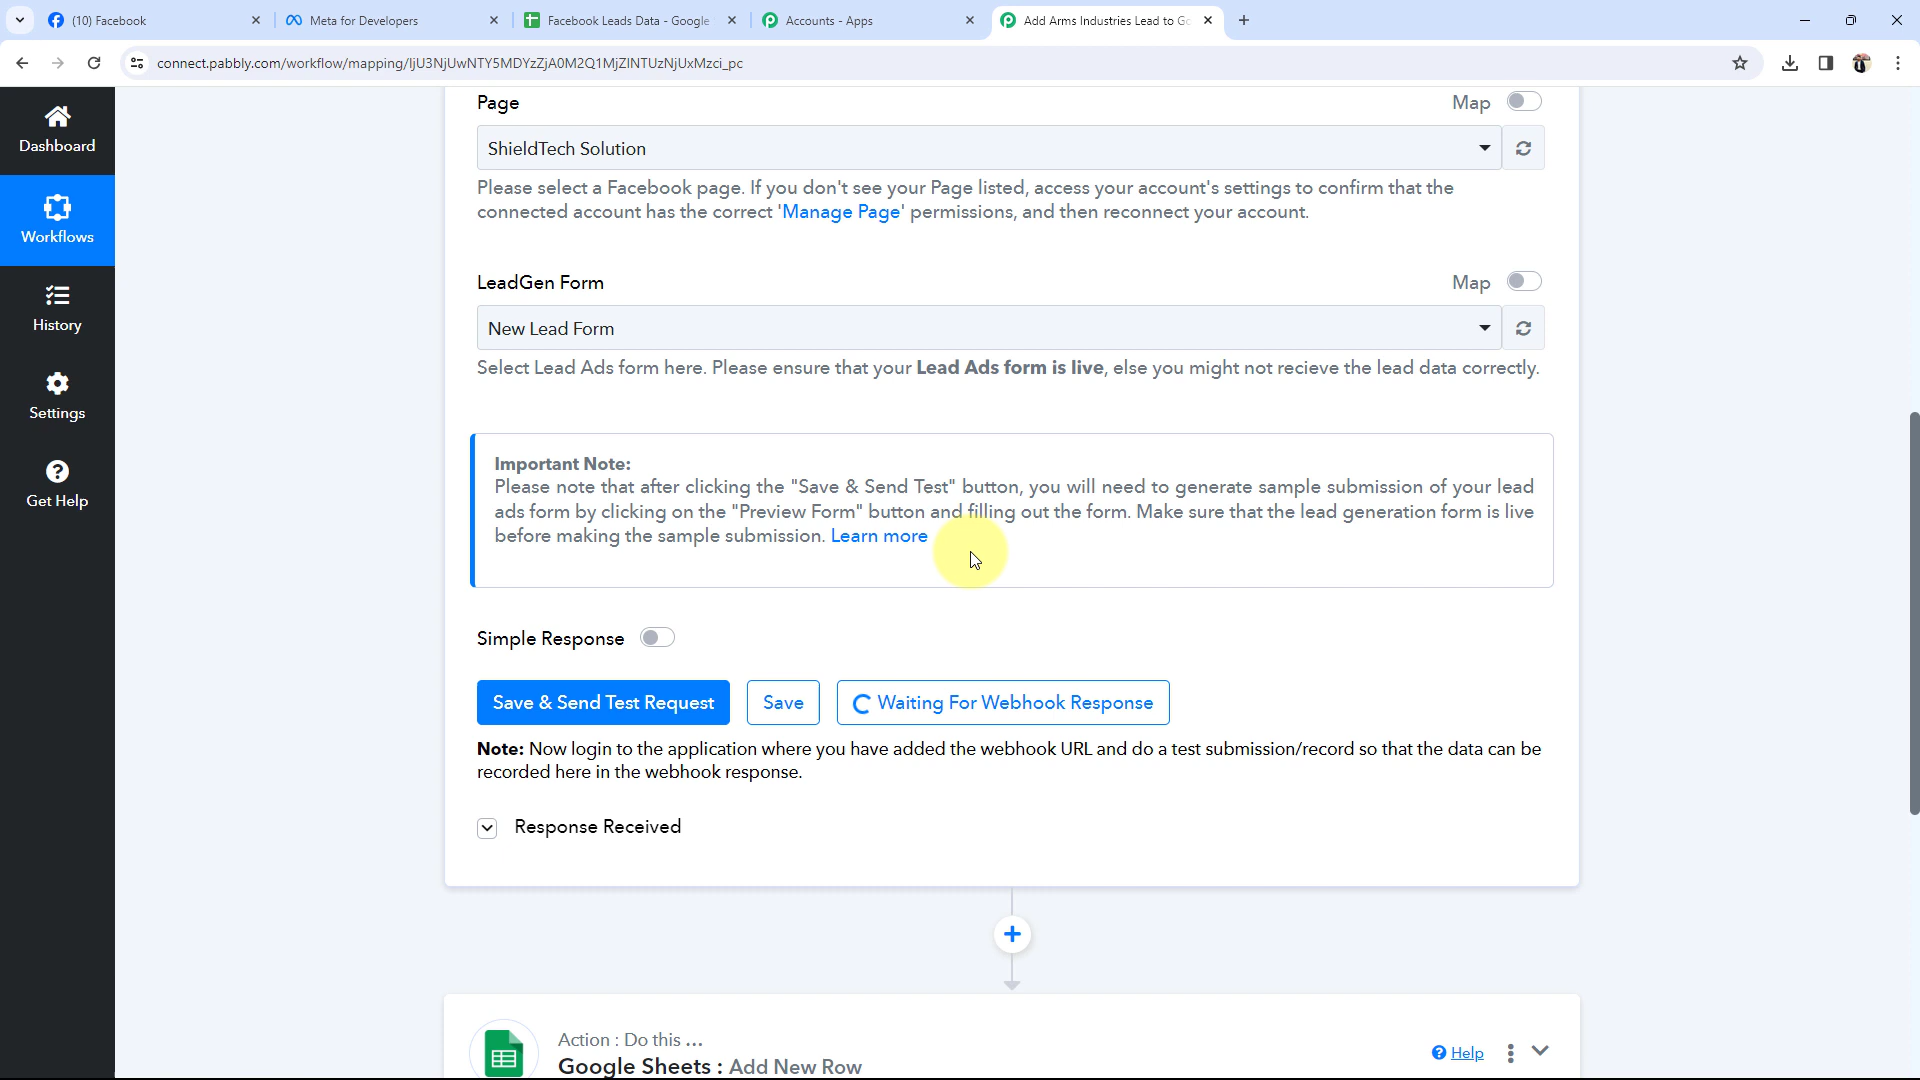 (10) Facebook
Meta for Developers
Facebook Leads Data - Google
Accounts - Apps
Add Arms Industries Lead to Go
connect.pabbly.com/workflow/mapping/IjU3NjUwNTY5MDYzZjA0M2Q1MjZINTUzNjUxMzci_pc
Dashboard
Workflows
History
Settings
Get Help
Page
Map
ShieldTech Solution
Please select a Facebook page. If you don't see your Page listed, access your account's settings to confirm that the
connected account has the correct 'Manage Page' permissions, and then reconnect your account.
LeadGen Form
Map
New Lead Form
Select Lead Ads form here. Please ensure that your Lead Ads form is live, else you might not recieve the lead data correctly.
Important Note:
Please note that after clicking the "Save & Send Test" button, you will need to generate sample submission of your lead
ads form by clicking on the "Preview Form" button and filling out the form. Make sure that the lead generation form is live
before making the sample submission. Learn more
Simple Response
Save & Send Test Request
Save
Waiting For Webhook Response
Note: Now login to the application where you have added the webhook URL and do a test submission/record so that the data can be
recorded here in the webhook response.
Response Received
Action : Do this ...
Google Sheets : Add New Row
Help